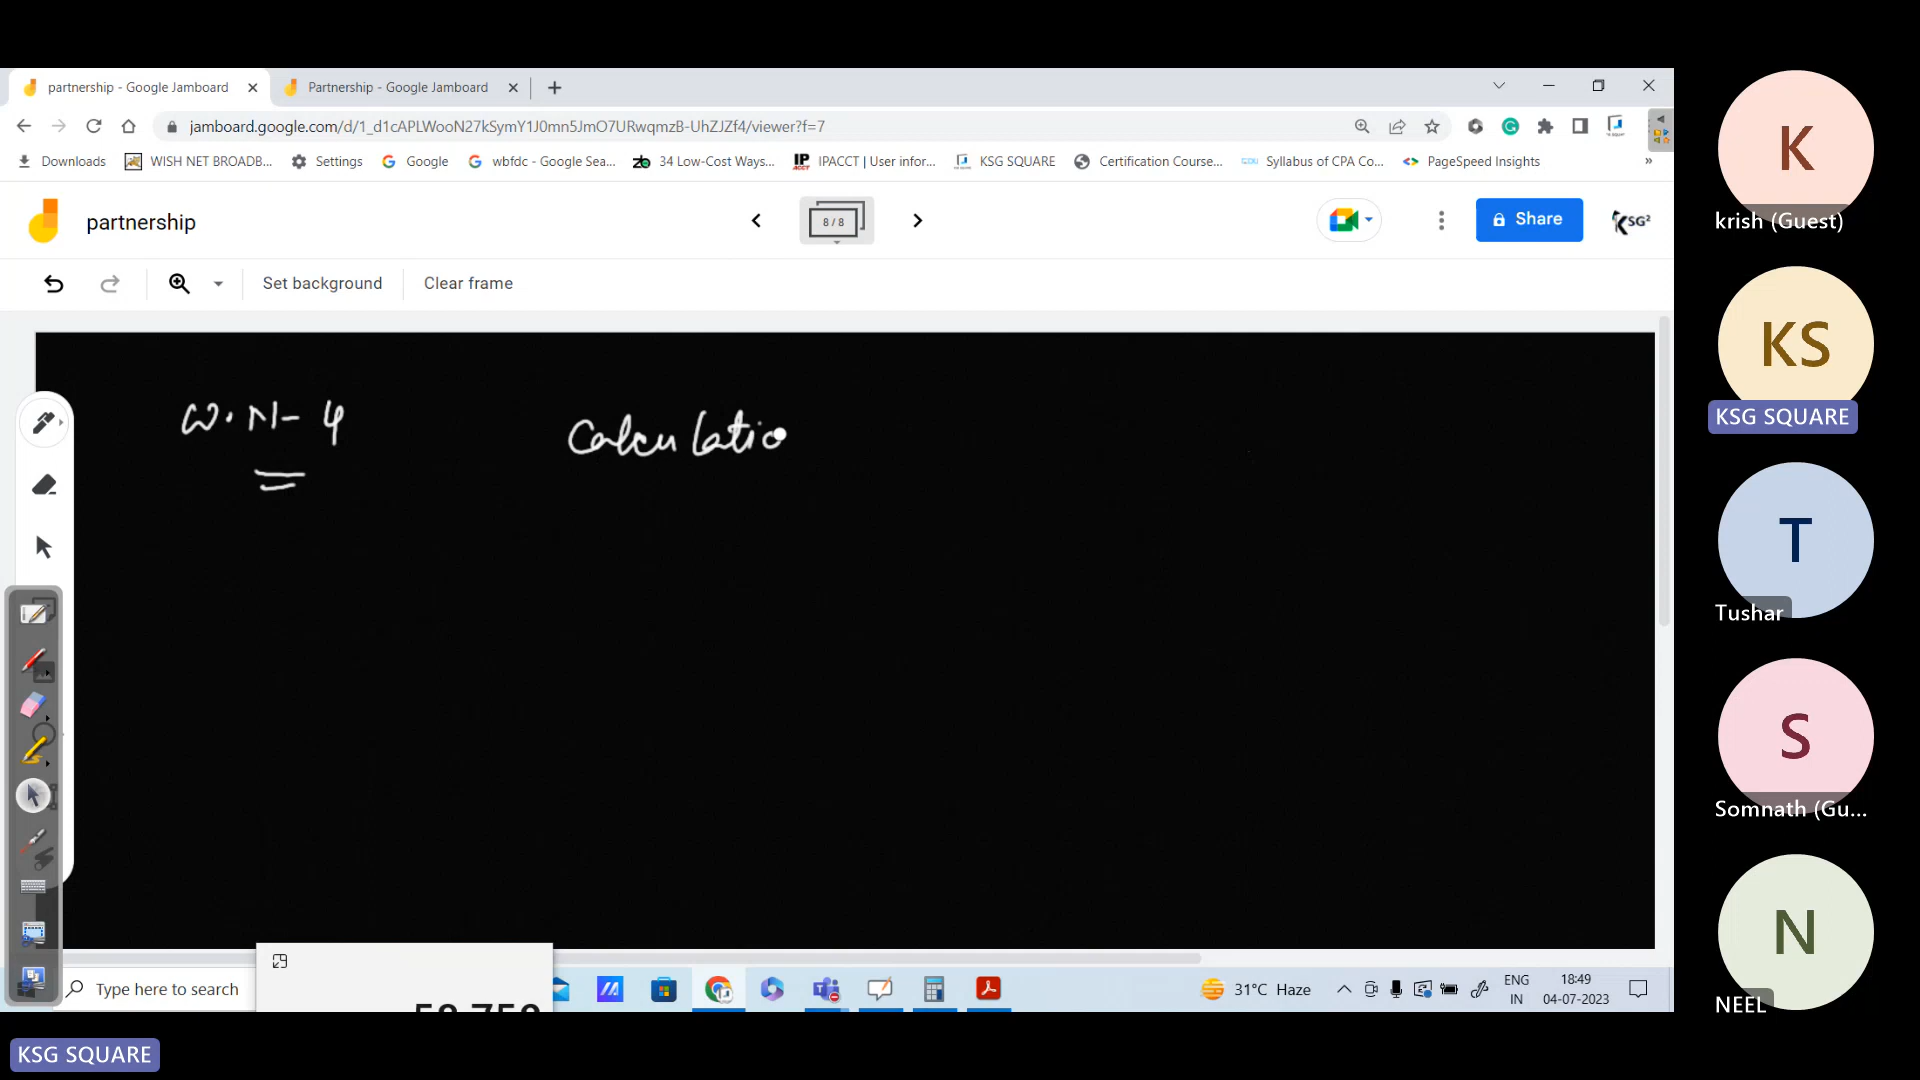 partnership - Google Jamboard
Partnership - Google Jamboard
jamboard.google.com/d/1_d1cAPLWooN27kSymY1J0mn5JmO7URwqmzB-UhZJZf4/viewer?f=7
Downloads
WISH NET BROADB...
Settings
Google
wbfdc - Google Sea...
34 Low-Cost Ways...
IPACCT | User infor...
KSG SQUARE
Certification Course...
Syllabus of CPA Co...
PageSpeed Insights
»
partnership
8 / 8
Share
KSG²
Set background
Clear frame
W.N- 4
Calculatio
Type here to search
31°C Haze
ENG
IN
18:49
04-07-2023
K
krish (Guest)
KS
KSG SQUARE
T
Tushar
S
Somnath (Gu...
N
NEEL
KSG SQUARE